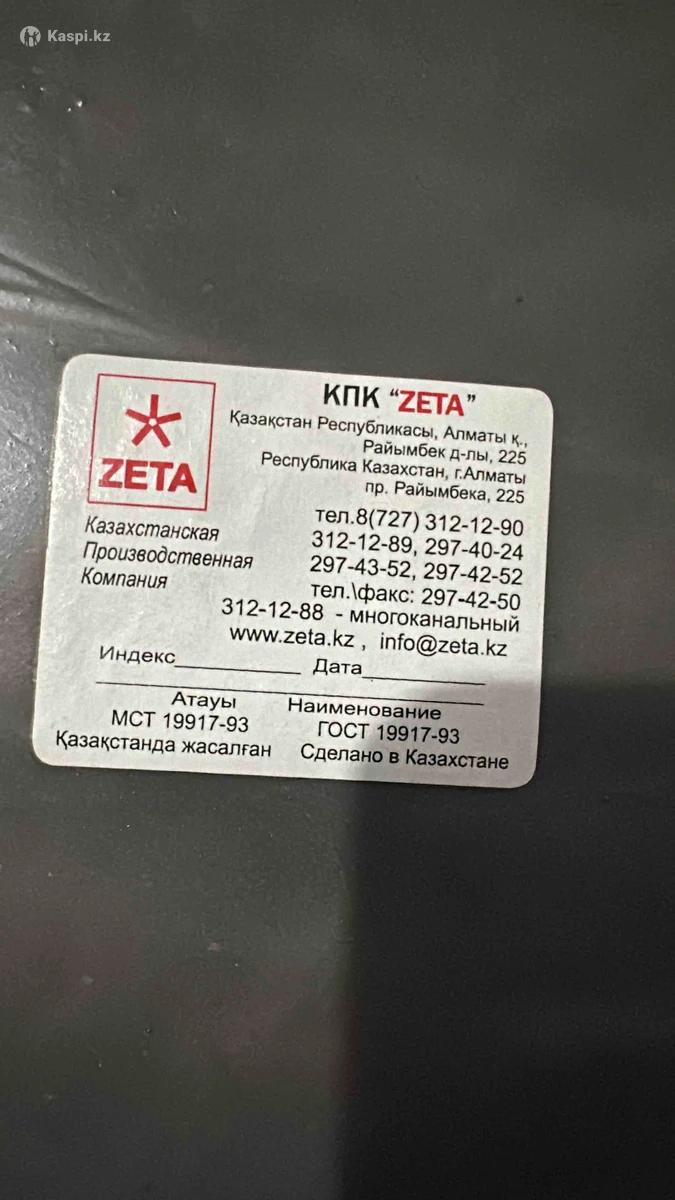 Kaspi.kz
КПК “ZETA”
Қазақстан Республикасы, Алматы қ.,
Райымбек д-лы, 225
Республика Казахстан, г.Алматы
пр. Райымбека, 225
ZETA
Казахстанская
Производственная
Компания
тел.8(727) 312-12-90
312-12-89, 297-40-24
297-43-52, 297-42-52
тел.\факс: 297-42-50
312-12-88 - многоканальный
www.zeta.kz , info@zeta.kz
Индекс__________ Дата__________
Атауы Наименование
МСТ 19917-93 ГОСТ 19917-93
Қазақстанда жасалған Сделано в Казахстане